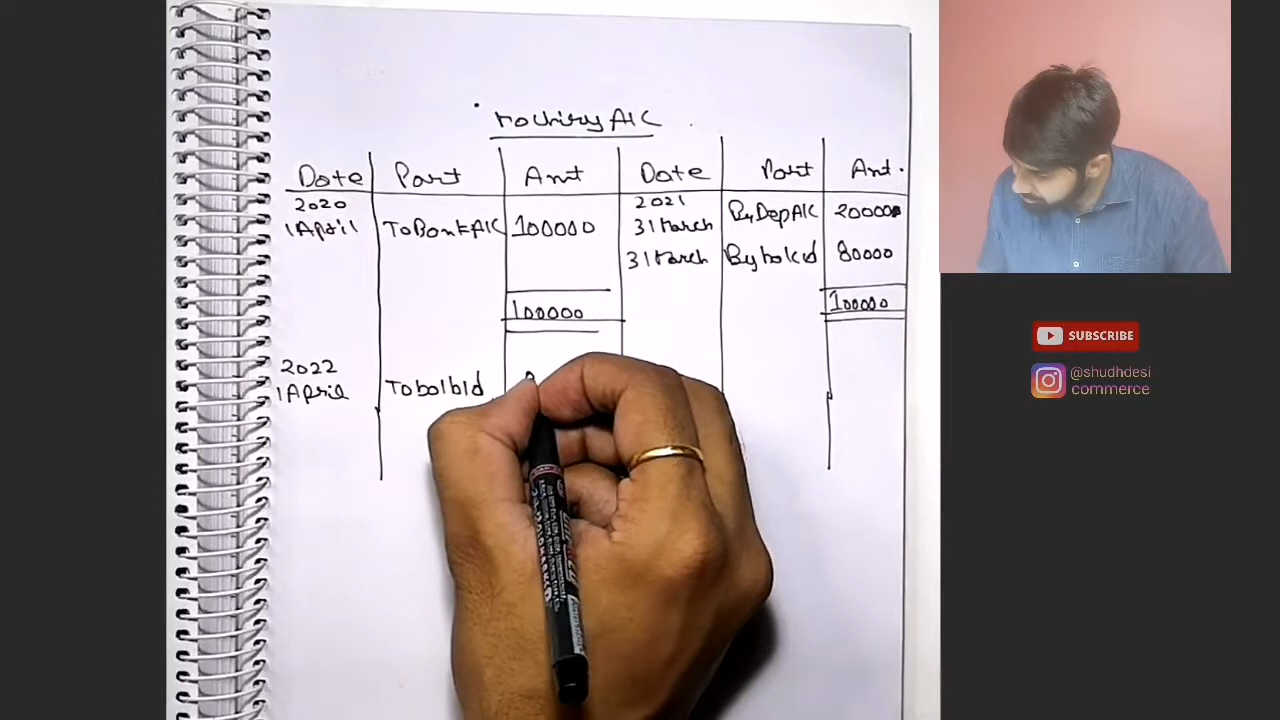 Machinery A/C
Date Part Amt Date Part Amt.
2020 2021
1 April To Bank A/C 100000 31 March By Dep A/C 20000
31 March By bal c/d 80000
100000 100000
2022
1 April To bal b/d
SUBSCRIBE
@shudhdesi
commerce